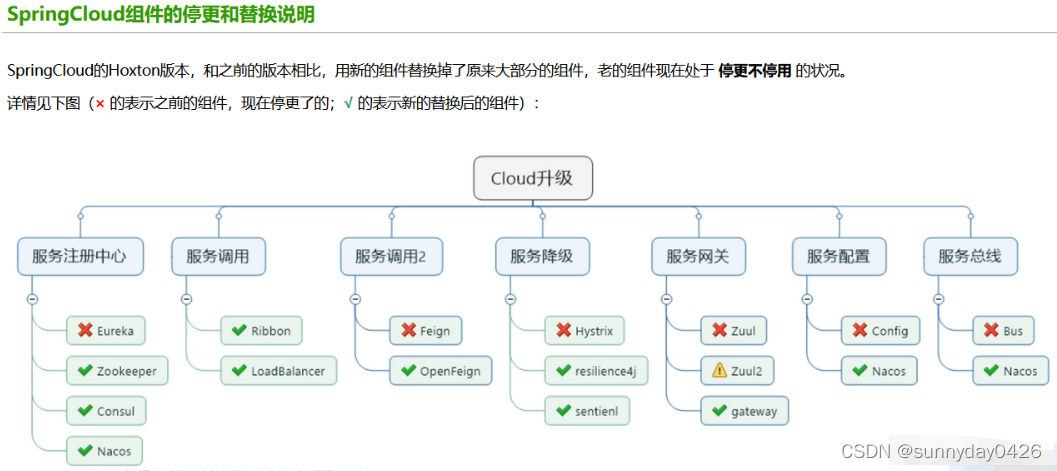 SpringCloud组件的停更和替换说明
SpringCloud的Hoxton版本，和之前的版本相比，用新的组件替换掉了原来大部分的组件，老的组件现在处于 停更不停用 的状况。
详情见下图（× 的表示之前的组件，现在停更了的；√ 的表示新的替换后的组件）：
Cloud升级
服务注册中心
Eureka
Zookeeper
Consul
Nacos
服务调用
Ribbon
LoadBalancer
服务调用2
Feign
OpenFeign
服务降级
Hystrix
resilience4j
sentienl
服务网关
Zuul
Zuul2
gateway
服务配置
Config
Nacos
服务总线
Bus
Nacos
CSDN @sunnyday0426